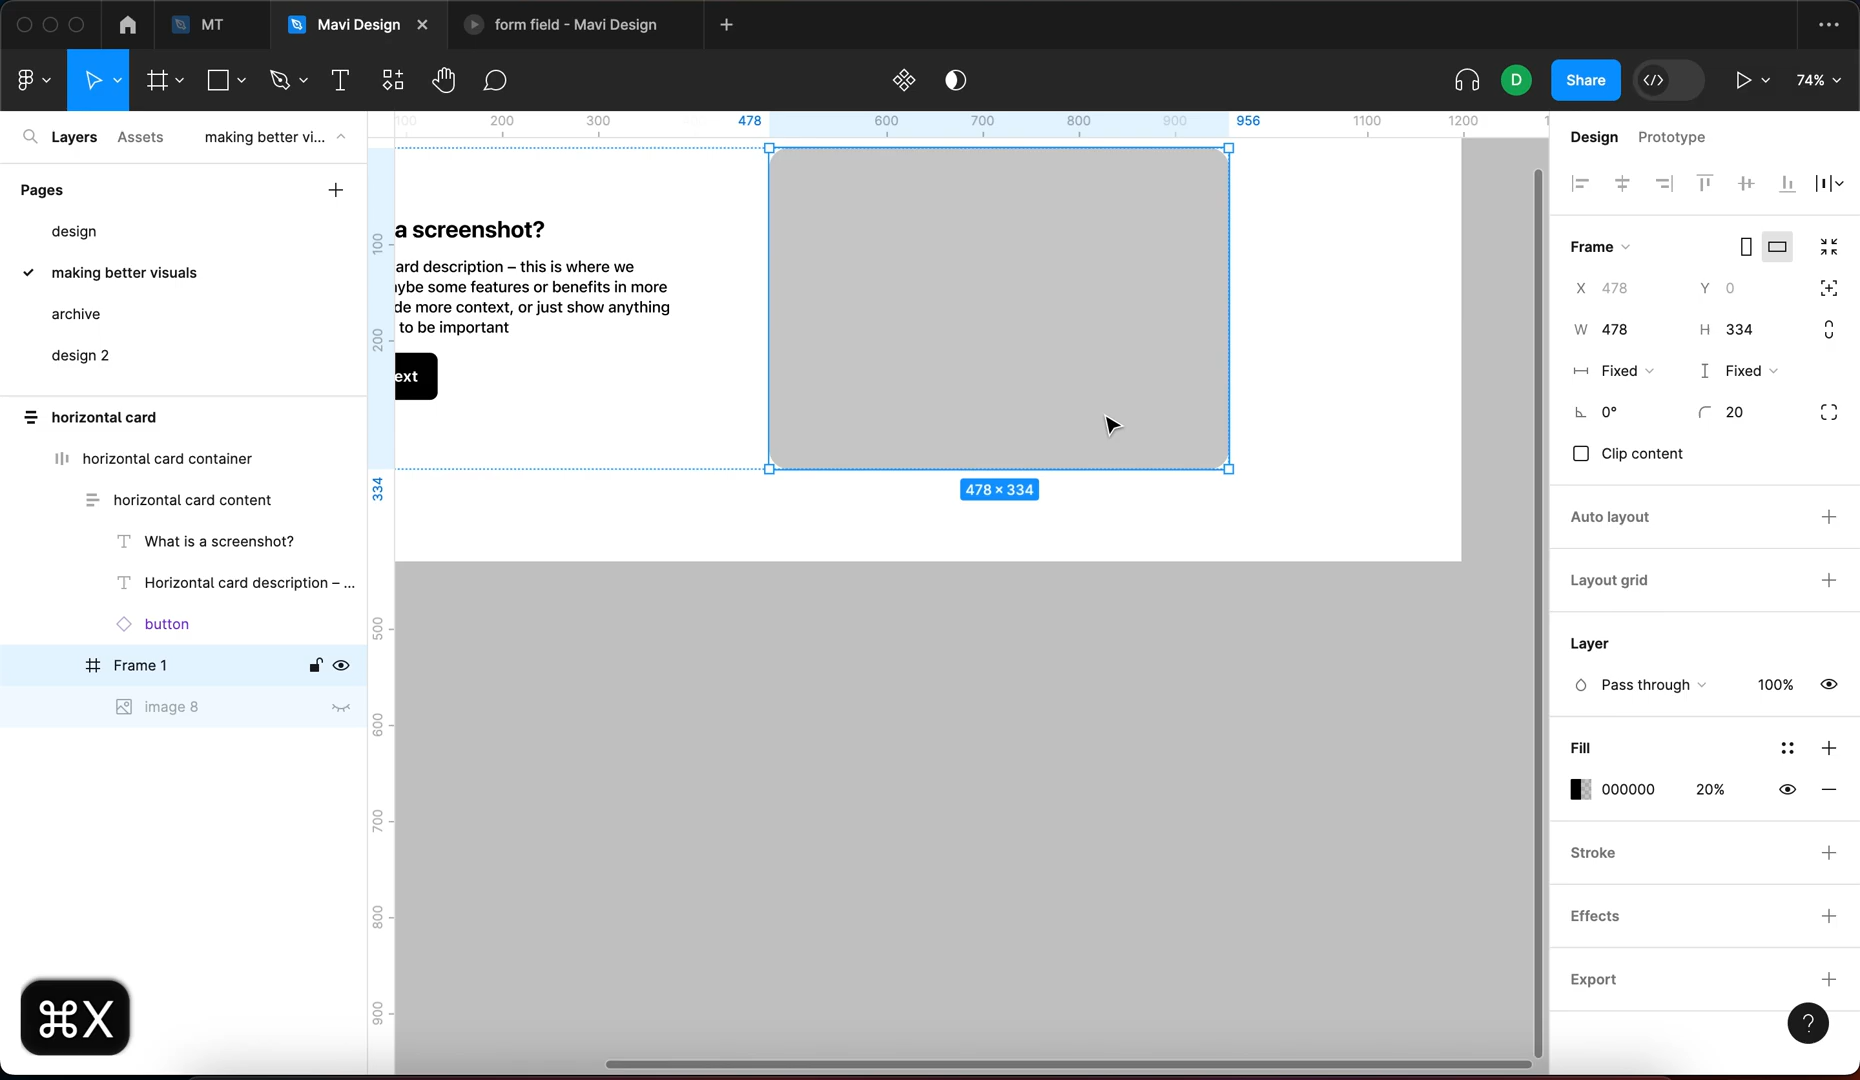 MT
Mavi Design
form field - Mavi Design
D
Share
74%
Layers
Assets
making better vi...
Pages
design
making better visuals
archive
design 2
horizontal card
horizontal card container
horizontal card content
What is a screenshot?
Horizontal card description – ...
button
Frame 1
image 8
⌘X
200
300
478
600
700
800
900
956
1100
1200
100
200
334
500
600
700
800
900
a screenshot?
ard description – this is where we
ybe some features or benefits in more
de more context, or just show anything
to be important
ext
478 × 334
Design
Prototype
Frame
X 478
Y 0
W 478
H 334
Fixed
Fixed
0°
20
Clip content
Auto layout
Layout grid
Layer
Pass through
100%
Fill
000000
20%
Stroke
Effects
Export
?